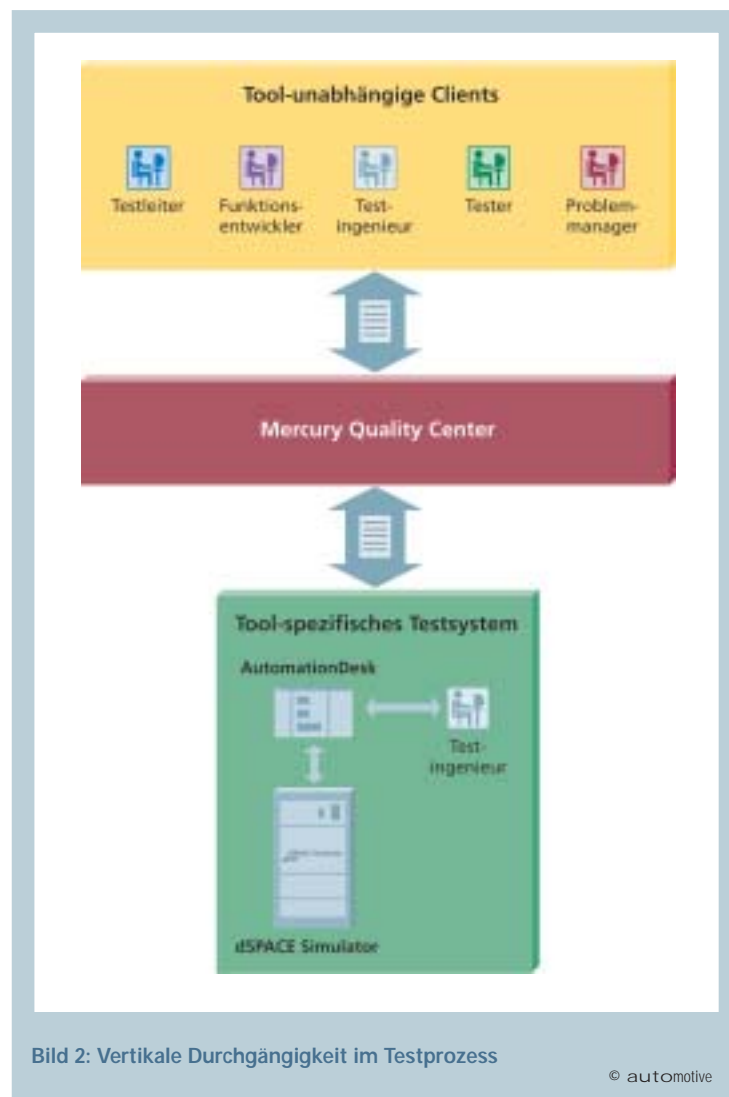 Tool-unabhängige Clients
Testleiter
Funktions-
entwickler
Test-
ingenieur
Tester
Problem-
manager
Mercury Quality Center
Tool-spezifisches Testsystem
AutomationDesk
Test-
ingenieur
dSPACE Simulator
Bild 2: Vertikale Durchgängigkeit im Testprozess
© automotive